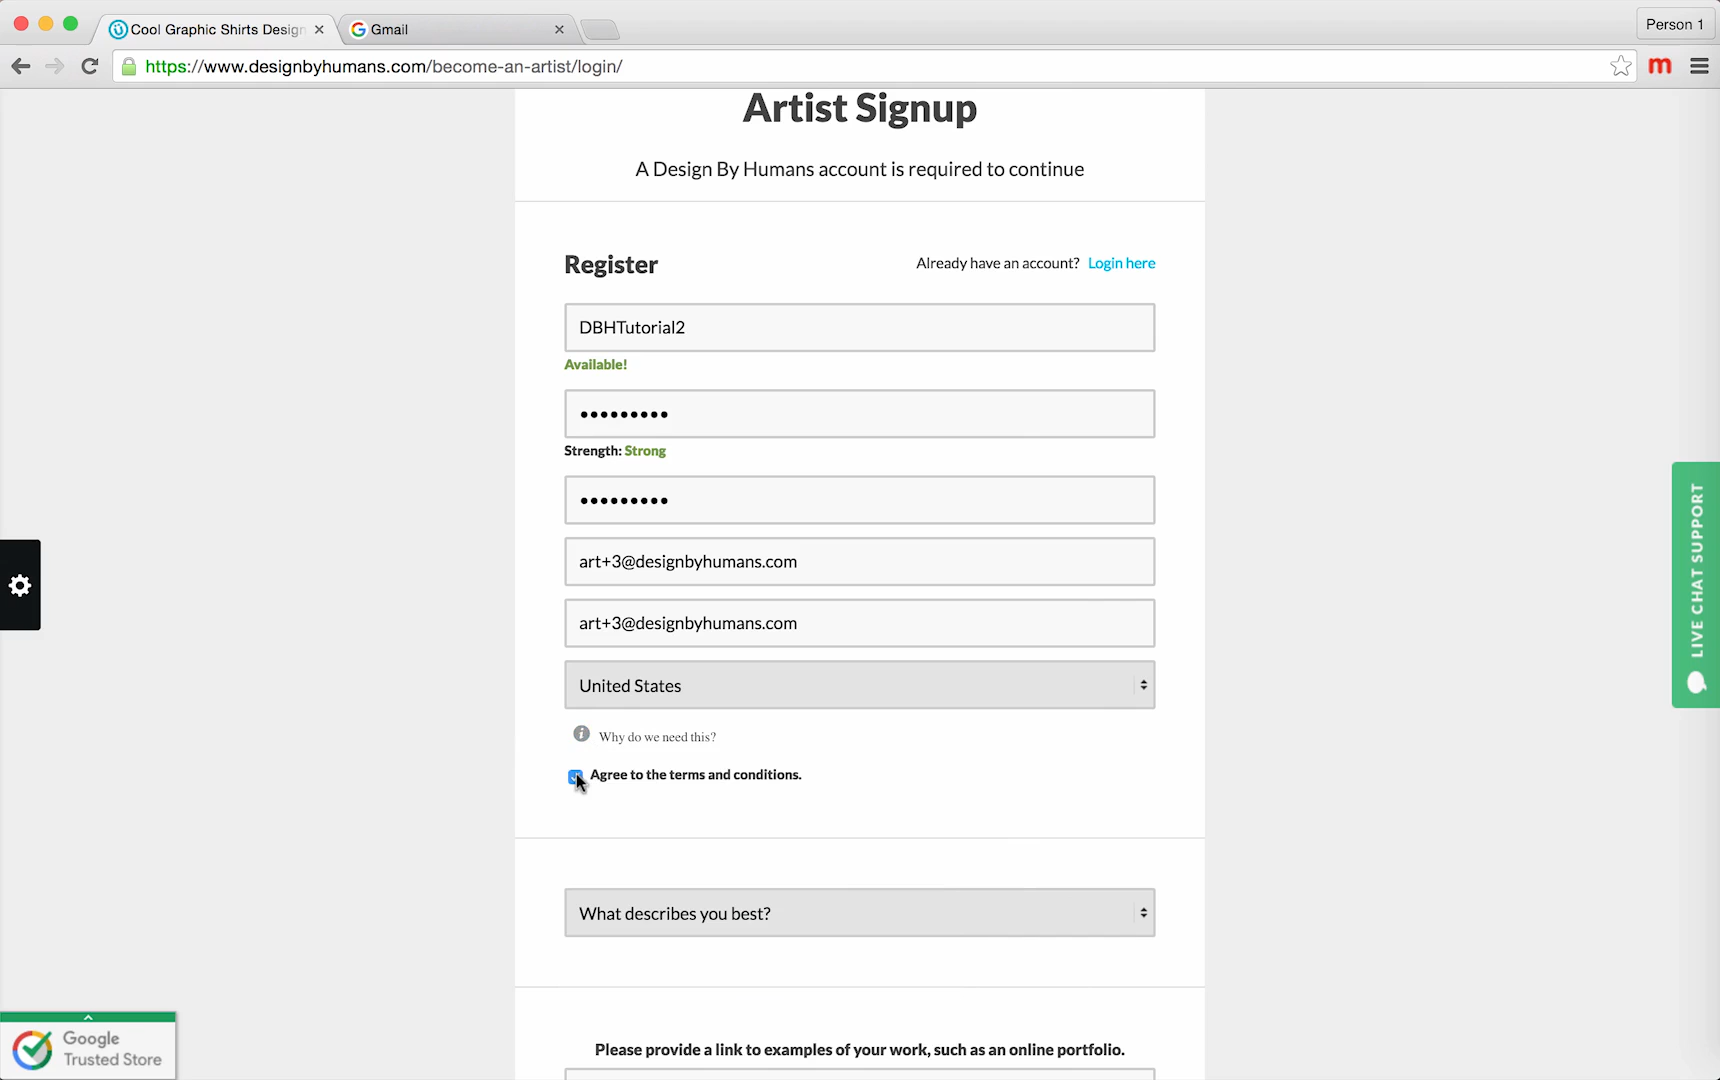 Cool Graphic Shirts Design
Gmail
Person 1
https://www.designbyhumans.com/become-an-artist/login/
m
Artist Signup
A Design By Humans account is required to continue
Register
Already have an account? Login here
DBHTutorial2
Available!
•••••••••
Strength: Strong
•••••••••
art+3@designbyhumans.com
art+3@designbyhumans.com
United States
Why do we need this?
Agree to the terms and conditions.
LIVE CHAT SUPPORT
What describes you best?
Please provide a link to examples of your work, such as an online portfolio.
Google
Trusted Store